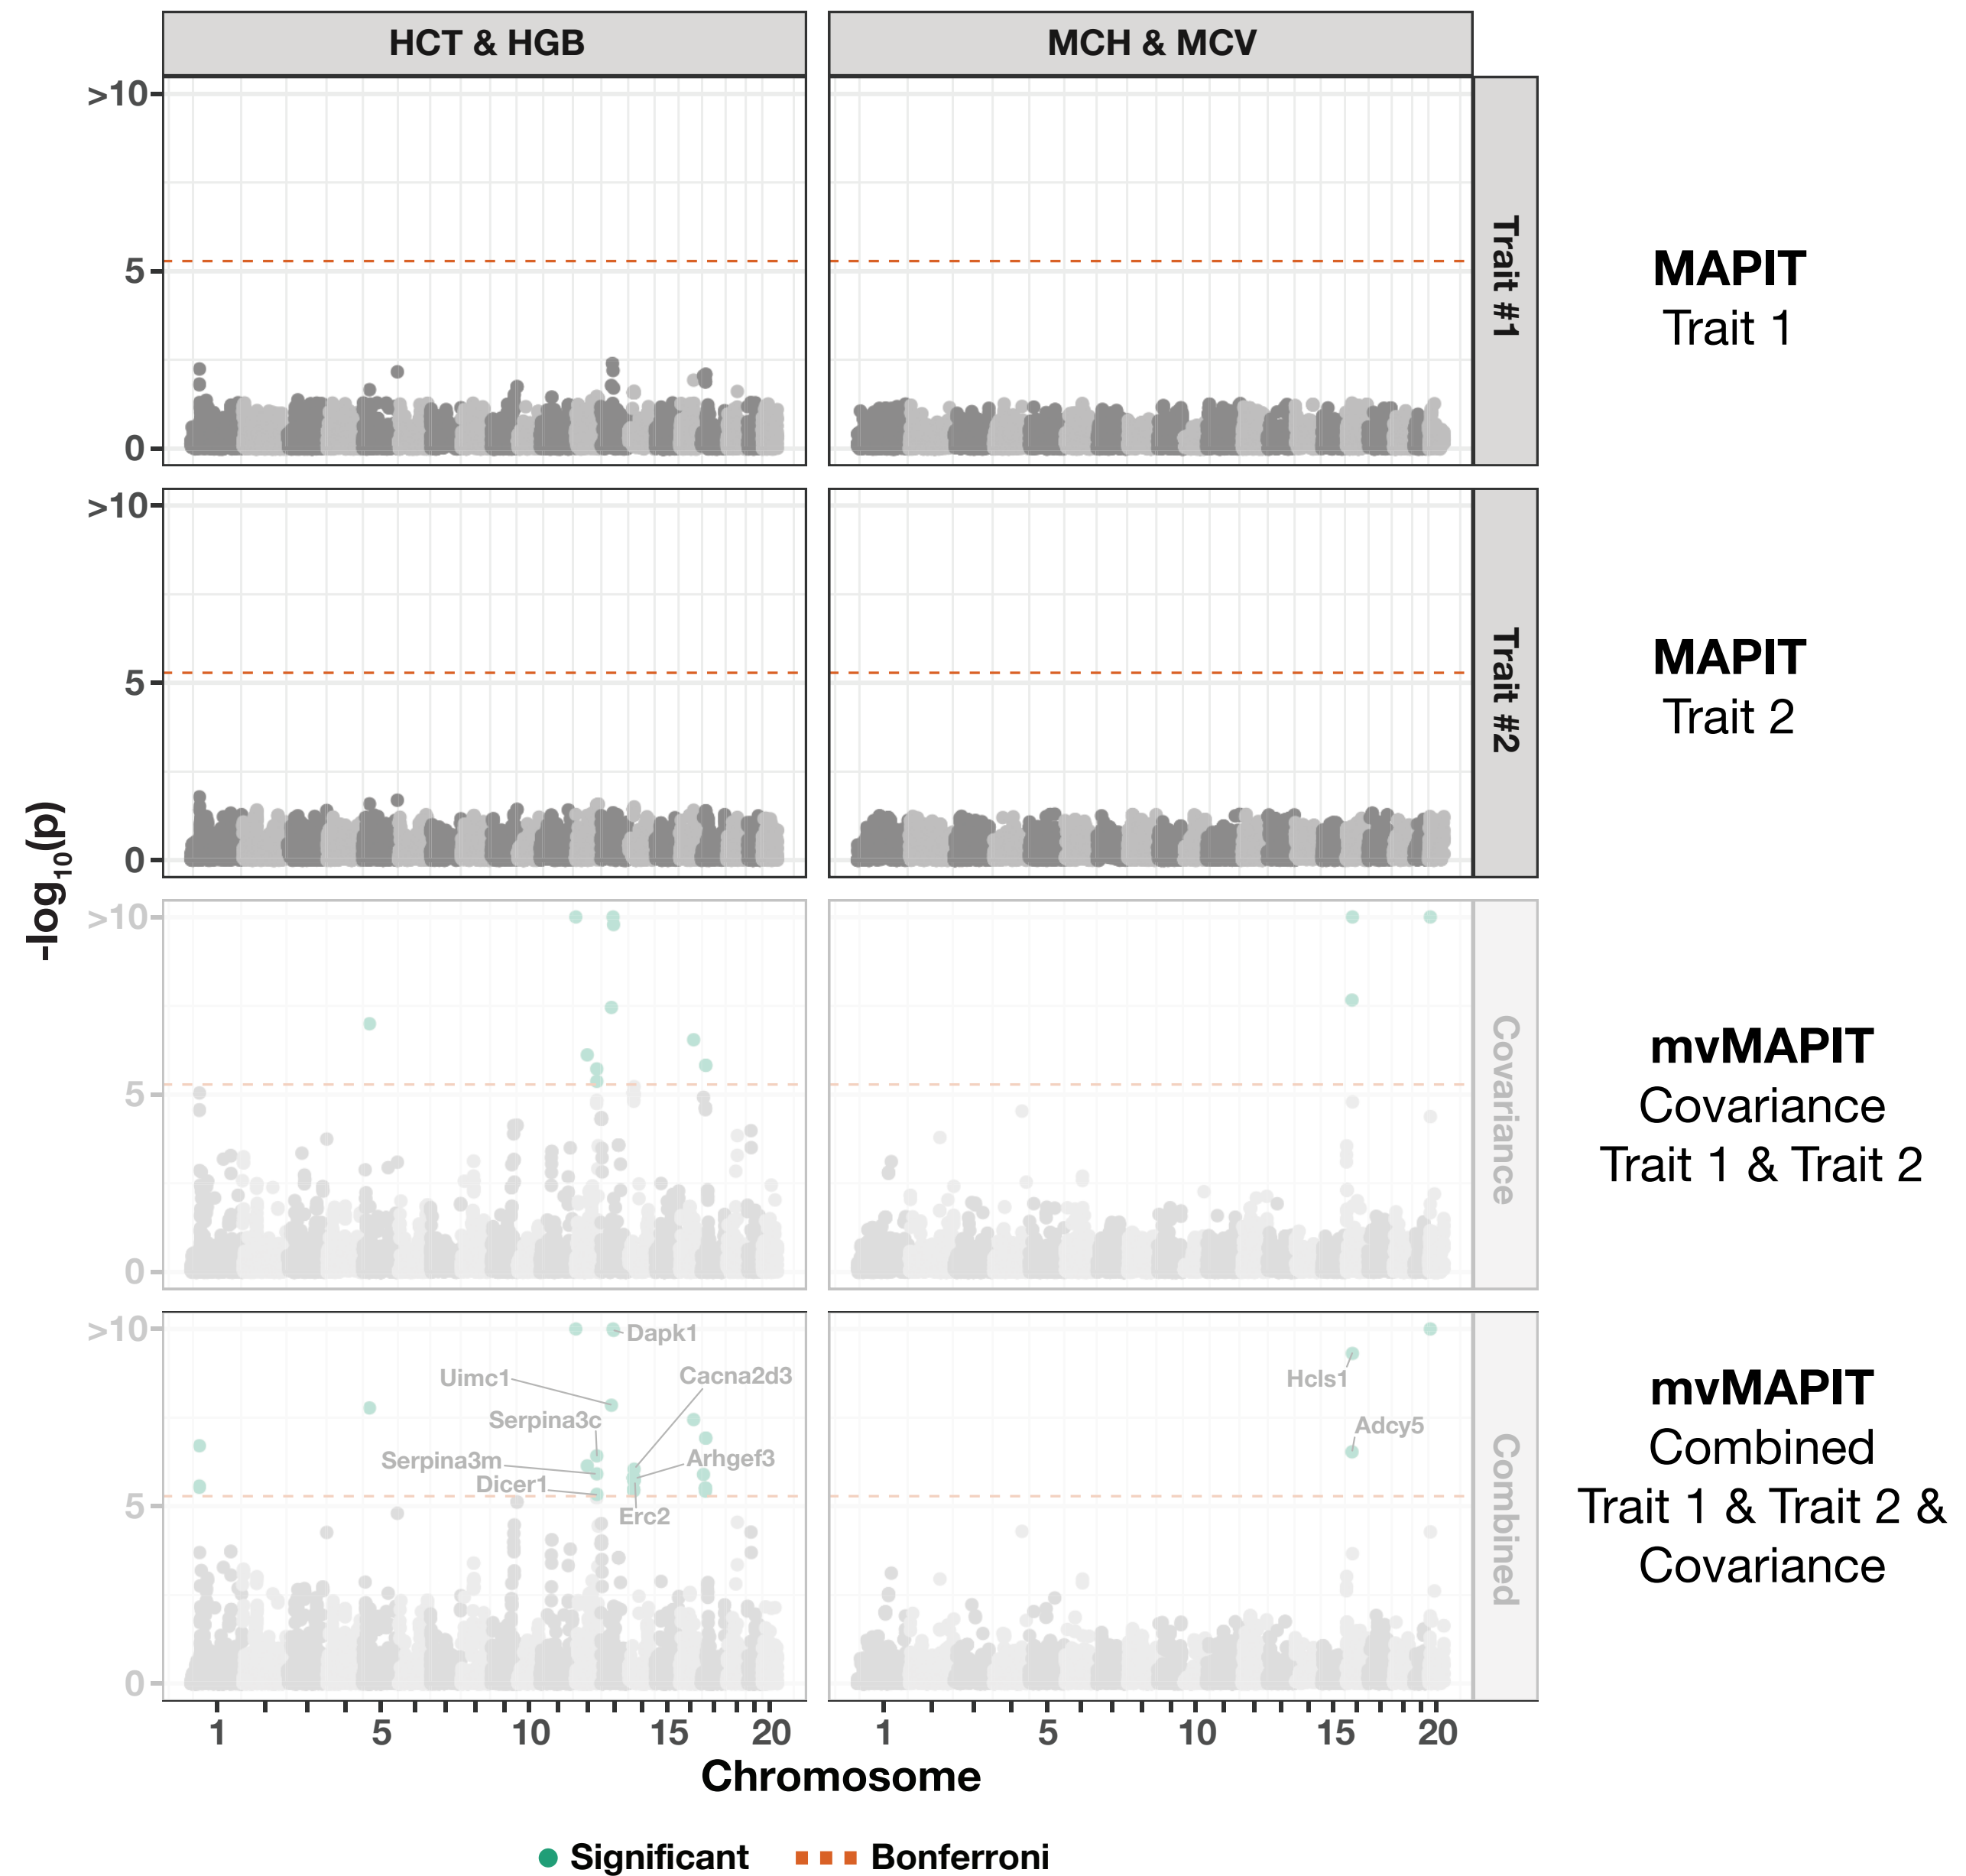 HCT & HGB
MCH & MCV
>10
5
0
Trait #1
MAPIT
Trait 1
>10
5
0
Trait #2
MAPIT
Trait 2
-log10(p)
>10
5
0
Covariance
mvMAPIT
Covariance
Trait 1 & Trait 2
>10
5
0
Dapk1
Uimc1
Cacna2d3
Serpina3c
Serpina3m
Arhgef3
Dicer1
Erc2
Hcls1
Adcy5
Combined
mvMAPIT
Combined
Trait 1 & Trait 2 &
Covariance
1 5 10 15 20
1 5 10 15 20
Chromosome
Significant
Bonferroni